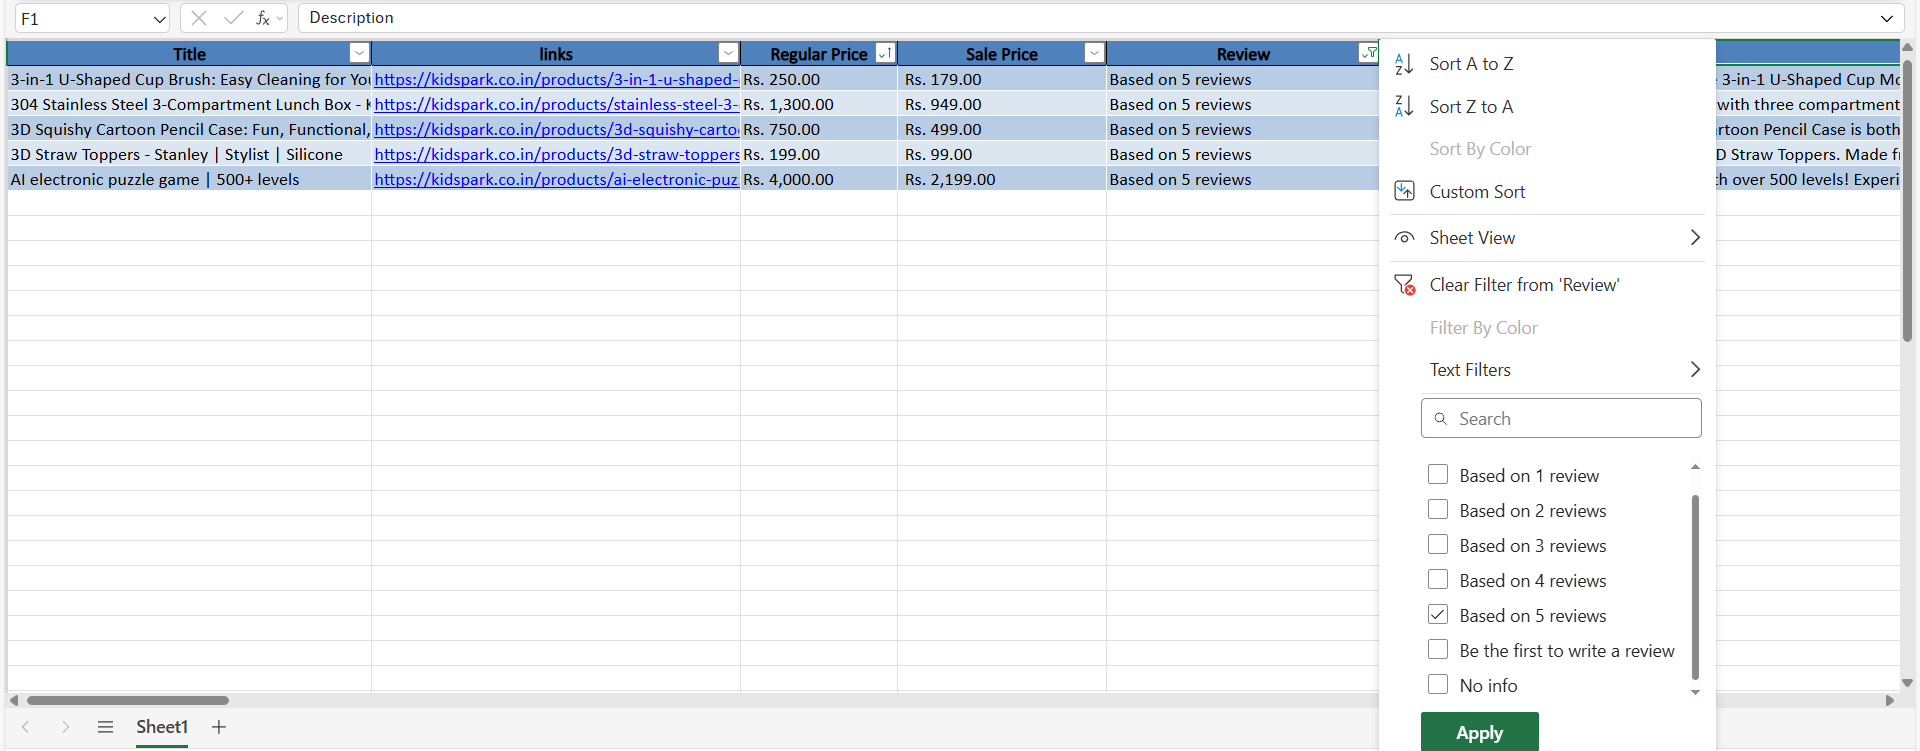 F1 fx Description
Title links Regular Price Sale Price Review
3-in-1 U-Shaped Cup Brush: Easy Cleaning for You https://kidspark.co.in/products/3-in-1-u-shaped- Rs. 250.00 Rs. 179.00 Based on 5 reviews 3-in-1 U-Shaped Cup Mo
304 Stainless Steel 3-Compartment Lunch Box - K https://kidspark.co.in/products/stainless-steel-3- Rs. 1,300.00 Rs. 949.00 Based on 5 reviews with three compartment
3D Squishy Cartoon Pencil Case: Fun, Functional, https://kidspark.co.in/products/3d-squishy-carto Rs. 750.00 Rs. 499.00 Based on 5 reviews rtoon Pencil Case is both
3D Straw Toppers - Stanley | Stylist | Silicone https://kidspark.co.in/products/3d-straw-toppers Rs. 199.00 Rs. 99.00 Based on 5 reviews D Straw Toppers. Made fr
AI electronic puzzle game | 500+ levels https://kidspark.co.in/products/ai-electronic-puz Rs. 4,000.00 Rs. 2,199.00 Based on 5 reviews h over 500 levels! Experi
Sort A to Z
Sort Z to A
Sort By Color
Custom Sort
Sheet View
Clear Filter from 'Review'
Filter By Color
Text Filters
Search
Based on 1 review
Based on 2 reviews
Based on 3 reviews
Based on 4 reviews
Based on 5 reviews
Be the first to write a review
No info
Apply
Sheet1